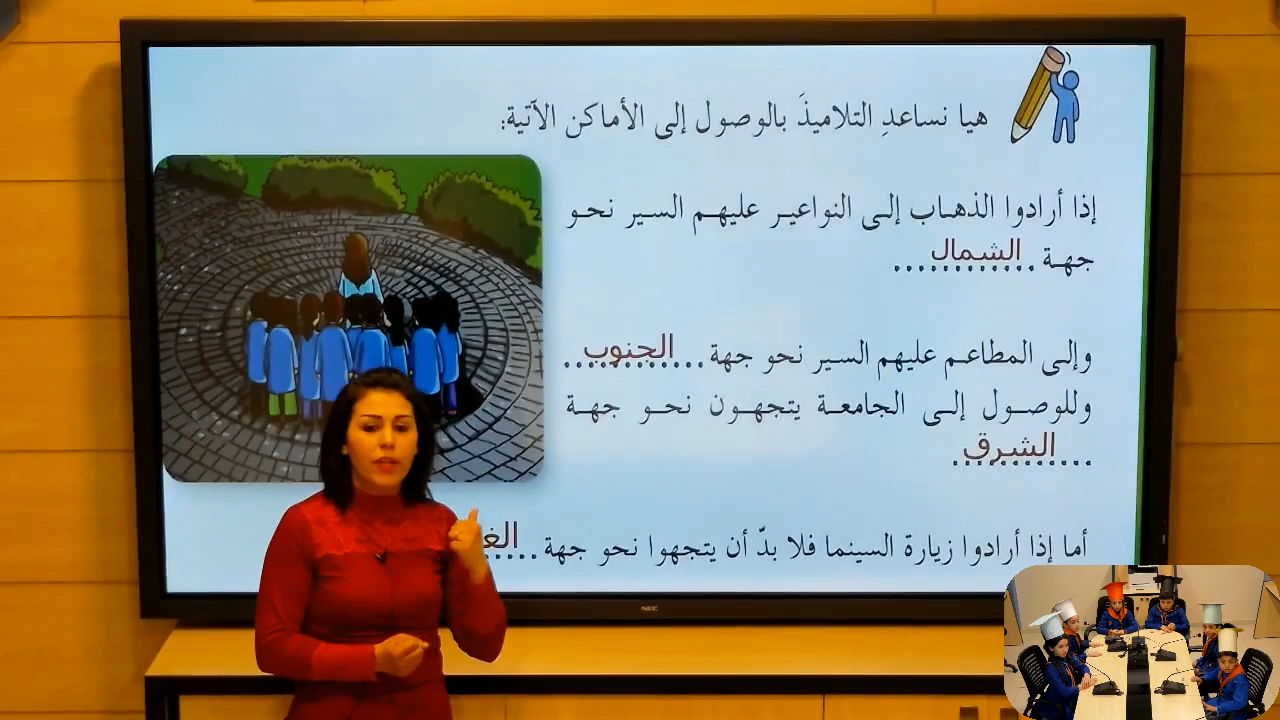 هيا نساعدِ التلاميذَ بالوصول إلى الأماكن الآتية:
إذا أرادوا الذهاب إلى النواعير عليهم السير نحو
جهة الشمال
وإلى المطاعم عليهم السير نحو جهة الجنوب
وللوصول إلى الجامعة يتجهون نحو جهة
الشرق
أما إذا أرادوا زيارة السينما فلا بدّ أن يتجهوا نحو جهة
NEC